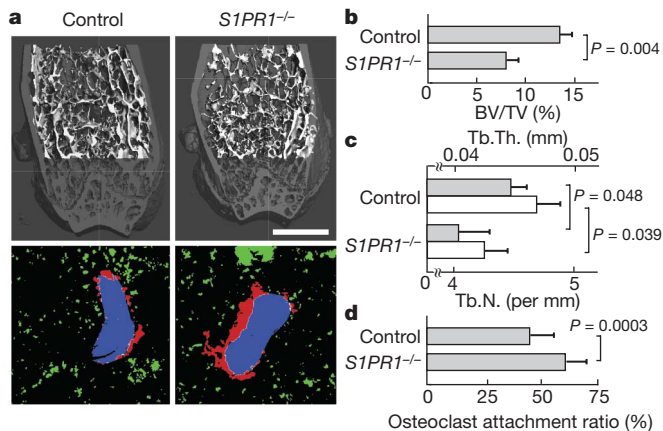 a
Control
S1PR1⁻/⁻
b
Control
S1PR1⁻/⁻
P = 0.004
0 5 10 15
BV/TV (%)
Tb.Th. (mm)
c
0.04 0.05
Control
S1PR1⁻/⁻
P = 0.048
P = 0.039
0 4 5
Tb.N. (per mm)
d
Control
S1PR1⁻/⁻
P = 0.0003
0 25 50 75
Osteoclast attachment ratio (%)